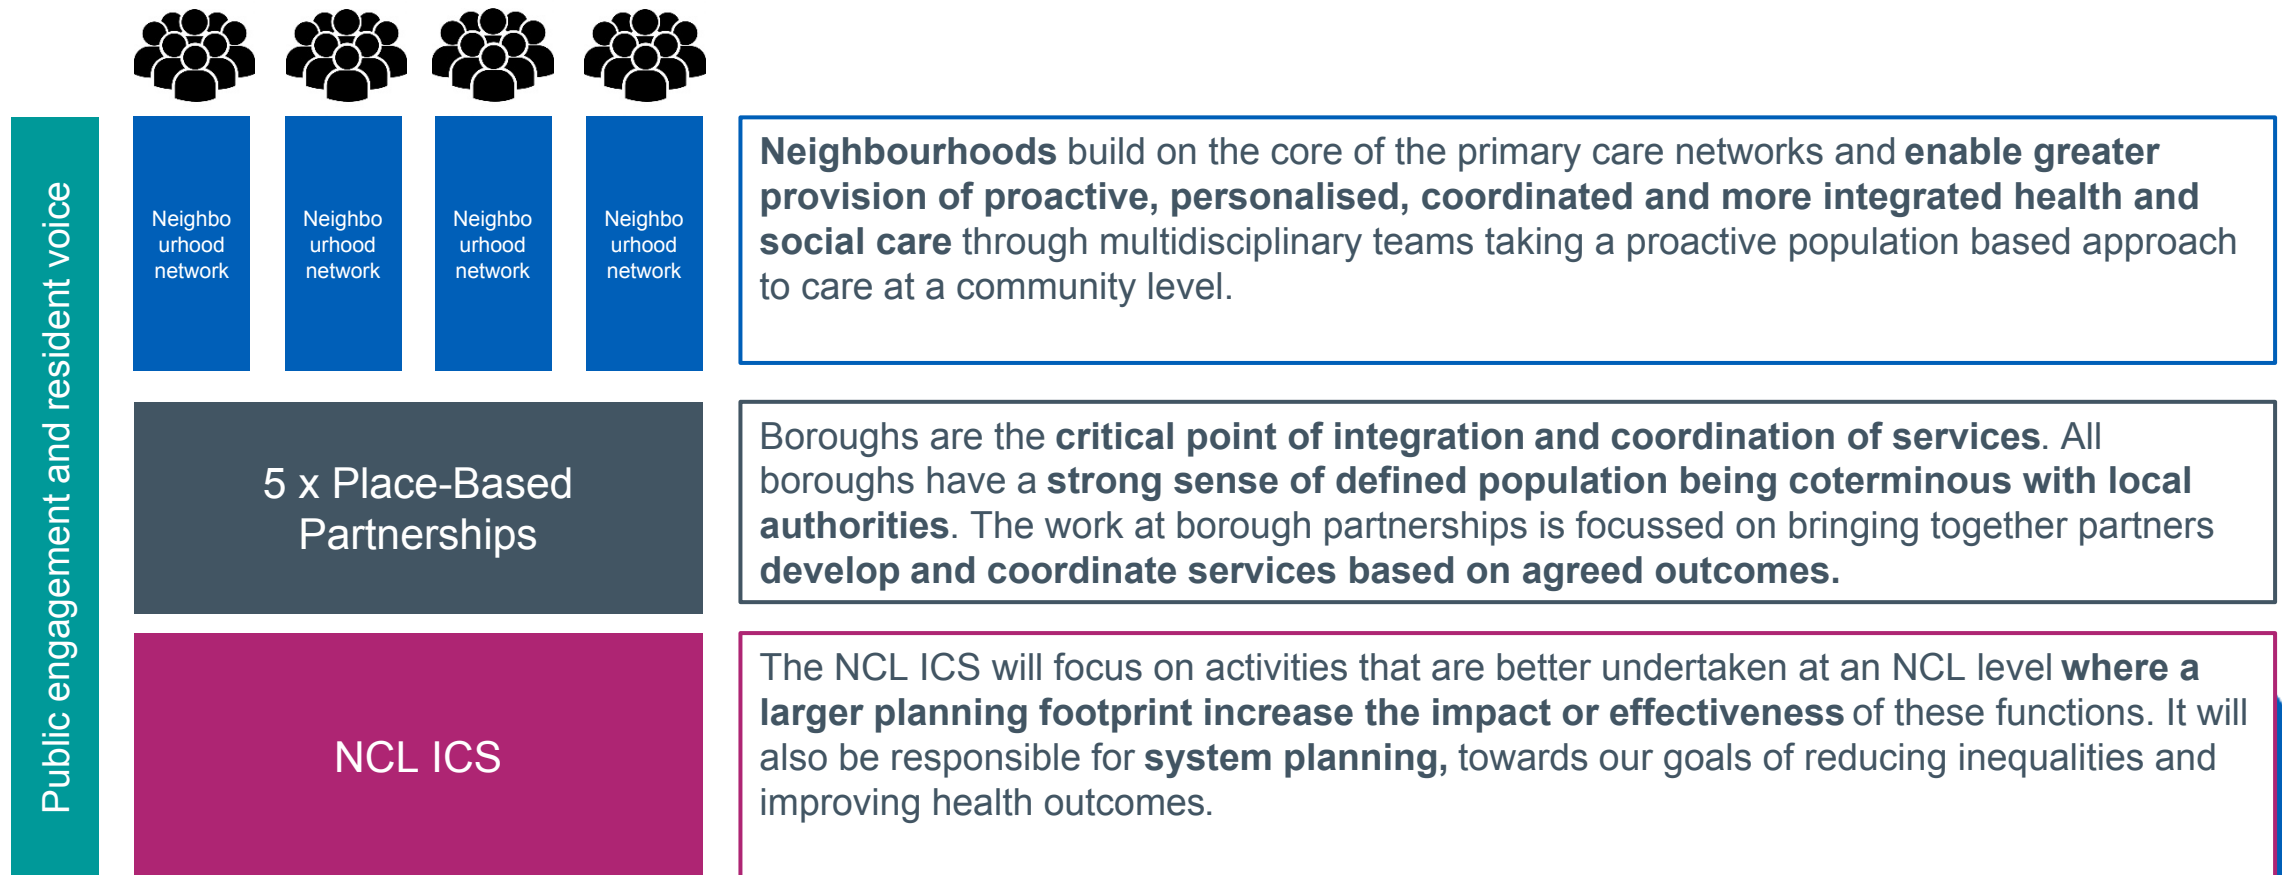 Public engagement and resident voice
Neighbo
urhood
network
Neighbo
urhood
network
Neighbo
urhood
network
Neighbo
urhood
network
Neighbourhoods build on the core of the primary care networks and enable greater
provision of proactive, personalised, coordinated and more integrated health and
social care through multidisciplinary teams taking a proactive population based approach
to care at a community level.
5 x Place-Based
Partnerships
Boroughs are the critical point of integration and coordination of services. All
boroughs have a strong sense of defined population being coterminous with local
authorities. The work at borough partnerships is focussed on bringing together partners
develop and coordinate services based on agreed outcomes.
NCL ICS
The NCL ICS will focus on activities that are better undertaken at an NCL level where a
larger planning footprint increase the impact or effectiveness of these functions. It will
also be responsible for system planning, towards our goals of reducing inequalities and
improving health outcomes.